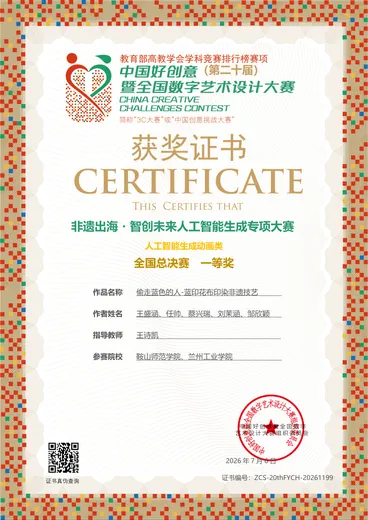 教育部高教学会学科竞赛排行榜赛项
中国好创意（第二十届）
暨全国数字艺术设计大赛
CHINA CREATIVE
CHALLENGES CONTEST
简称"3C大赛"或"中国创意挑战大赛"
获奖证书
CERTIFICATE
THIS CERTIFIES THAT
非遗出海·智创未来人工智能生成专项大赛
人工智能生成动画类
全国总决赛 一等奖
作品名称 偷走蓝色的人-蓝印花布印染非遗技艺
作者姓名 王盛涵、任帅、蔡兴瑞、刘茉涵、邹欣颖
指导教师 王诗凯
参赛院校 鞍山师范学院、兰州工业学院
2026 年 7 月 6 日
证书真伪查询
证书编号：ZCS-20thFYCH-20261199